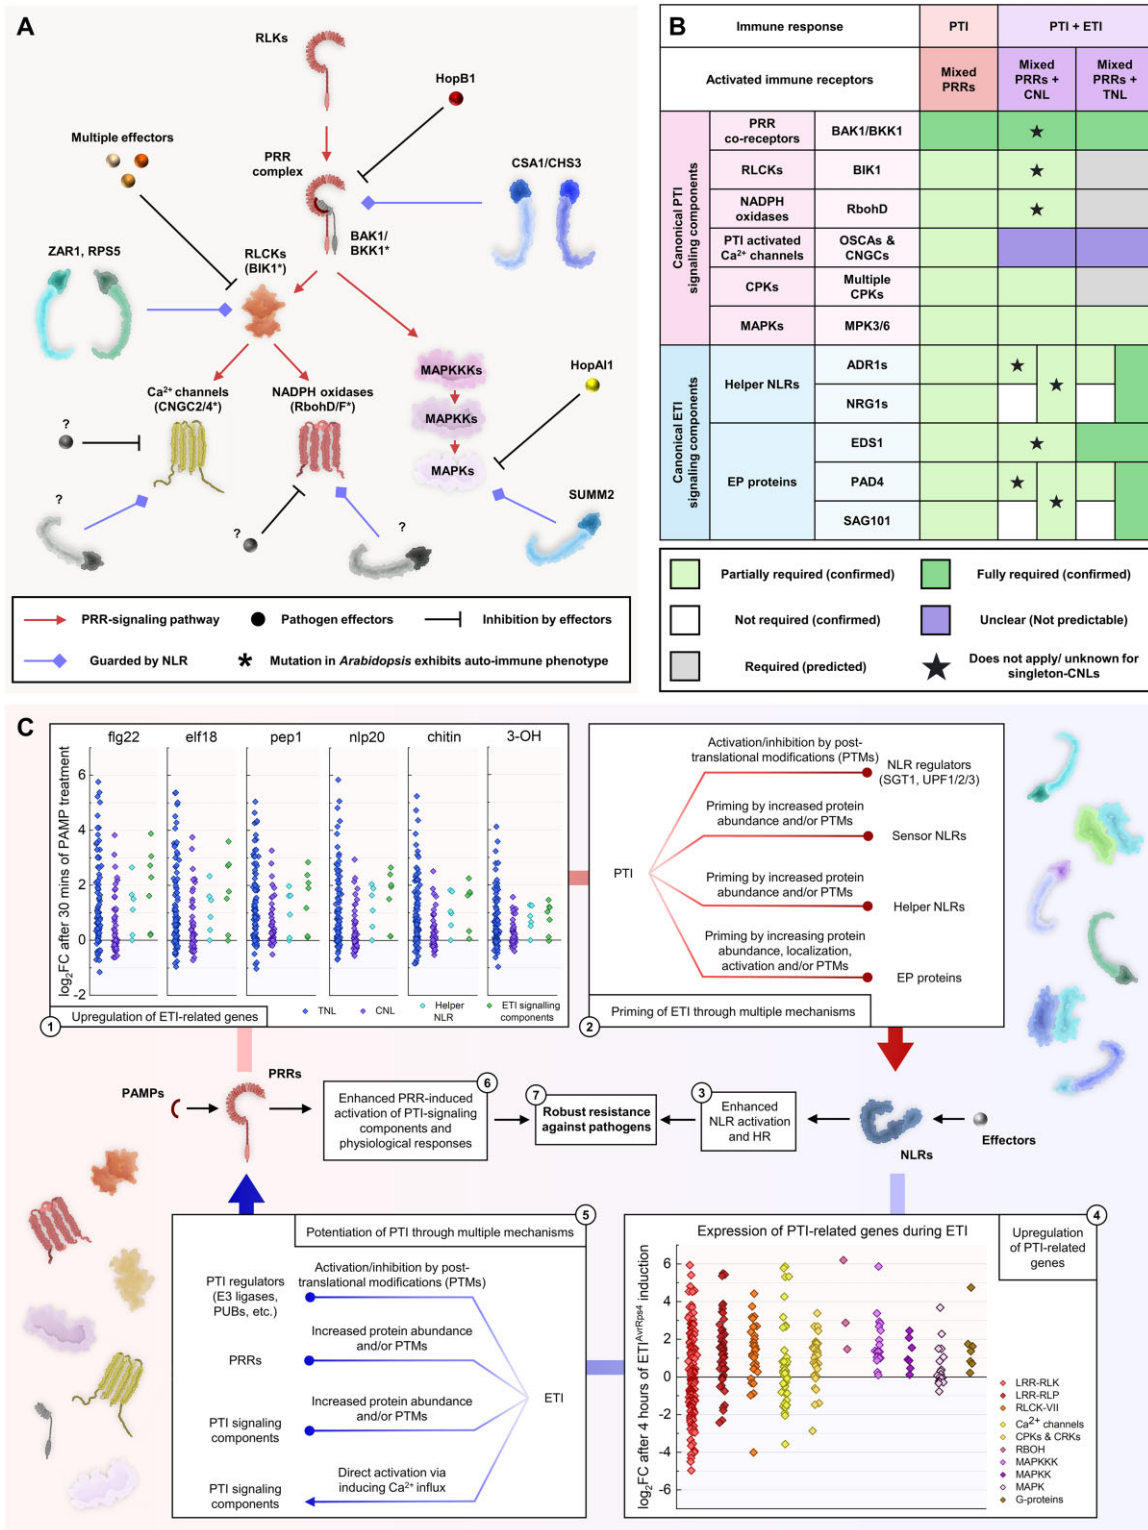 A
RLKs
HopB1
Multiple effectors
PRR
complex
CSA1/CHS3
BAK1/
BKK1*
ZAR1, RPS5
RLCKs
(BIK1*)
MAPKKKs
HopAI1
Ca²⁺ channels
(CNGC2/4*)
NADPH oxidases
(RbohD/F*)
MAPKKs
?
MAPKs
?
SUMM2
?
?
PRR-signaling pathway
Pathogen effectors
Inhibition by effectors
Guarded by NLR
* Mutation in Arabidopsis exhibits auto-immune phenotype
B
Immune response
PTI
PTI + ETI
Activated immune receptors
Mixed
PRRs
Mixed
PRRs +
CNL
Mixed
PRRs +
TNL
Canonical PTI
signaling components
PRR
co-receptors
BAK1/BKK1
RLCKs
BIK1
NADPH
oxidases
RbohD
PTI activated
Ca²⁺ channels
OSCAs &
CNGCs
CPKs
Multiple
CPKs
MAPKs
MPK3/6
Canonical ETI
signaling components
Helper NLRs
ADR1s
NRG1s
EP proteins
EDS1
PAD4
SAG101
Partially required (confirmed)
Fully required (confirmed)
Not required (confirmed)
Unclear (Not predictable)
Required (predicted)
Does not apply/ unknown for
singleton-CNLs
C
flg22
elf18
pep1
nlp20
chitin
3-OH
log₂FC after 30 mins of PAMP treatment
6
4
2
0
-2
TNL
CNL
Helper
NLR
ETI signalling
components
1
Upregulation of ETI-related genes
PTI
Activation/inhibition by post-
translational modifications (PTMs)
NLR regulators
(SGT1, UPF1/2/3)
Priming by increased protein
abundance and/or PTMs
Sensor NLRs
Priming by increased protein
abundance and/or PTMs
Helper NLRs
Priming by increasing protein
abundance, localization,
activation and/or PTMs
EP proteins
2
Priming of ETI through multiple mechanisms
PAMPs
PRRs
6
Enhanced PRR-induced
activation of PTI-signaling
components and
physiological responses
7
Robust resistance
against pathogens
3
Enhanced
NLR activation
and HR
NLRs
Effectors
5
Potentiation of PTI through multiple mechanisms
PTI regulators
(E3 ligases,
PUBs, etc.)
Activation/inhibition by post-
translational modifications (PTMs)
PRRs
Increased protein abundance
and/or PTMs
ETI
PTI signaling
components
Increased protein abundance
and/or PTMs
PTI signaling
components
Direct activation via
inducing Ca²⁺ influx
4
Upregulation
of PTI-related
genes
Expression of PTI-related genes during ETI
log₂FC after 4 hours of ETI^AvrRps4 induction
6
4
2
0
-2
-4
-6
LRR-RLK
LRR-RLP
RLCK-VII
Ca²⁺ channels
CPKs & CRKs
RBOH
MAPKKK
MAPKK
MAPK
G-proteins